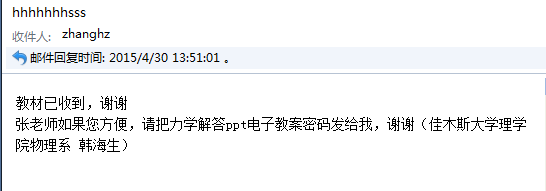 hhhhhhhsss
收件人: zhanghz
邮件回复时间: 2015/4/30 13:51:01 。
教材已收到，谢谢
张老师如果您方便，请把力学解答ppt电子教案密码发给我，谢谢（佳木斯大学理学
院物理系 韩海生）